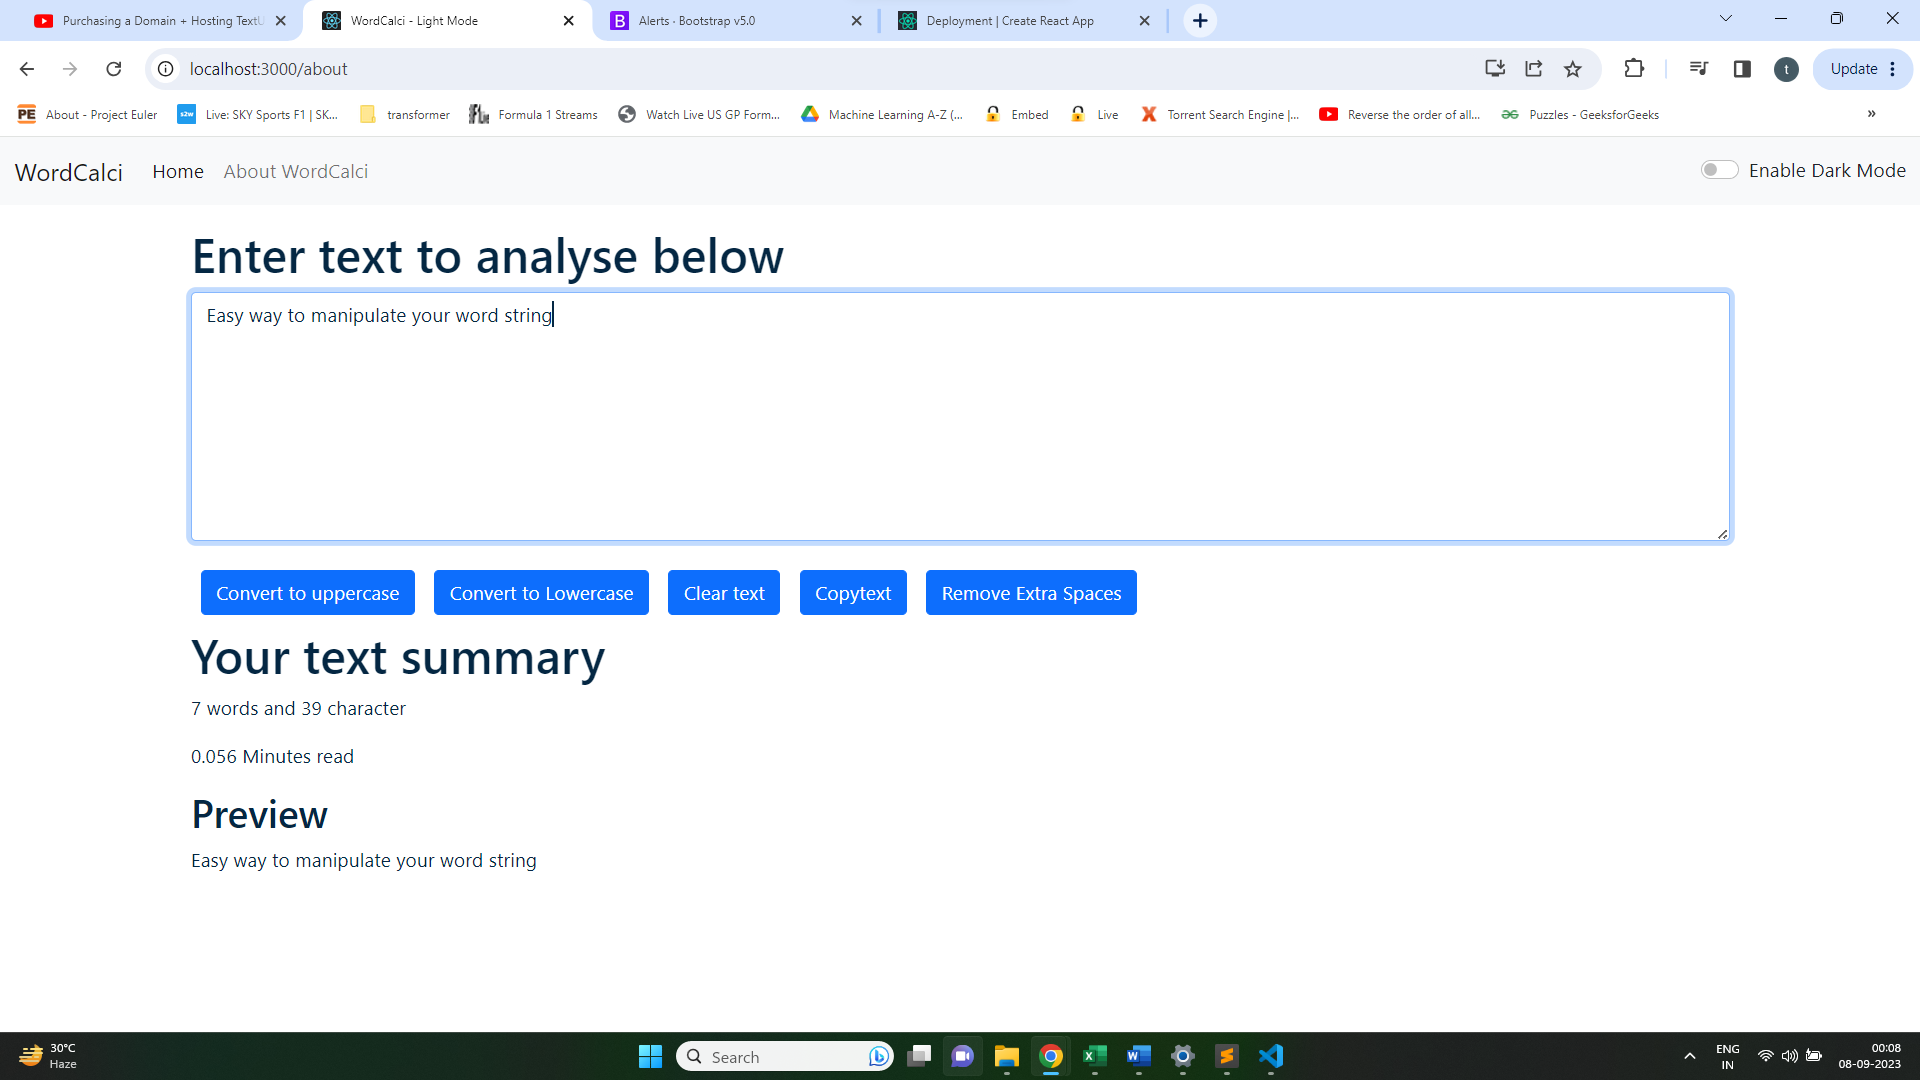 Purchasing a Domain + Hosting TextU
WordCalci - Light Mode
Alerts · Bootstrap v5.0
Deployment | Create React App
localhost:3000/about
t
Update
PE About - Project Euler
s2w Live: SKY Sports F1 | SK...
transformer
Formula 1 Streams
Watch Live US GP Form...
Machine Learning A-Z (...
Embed
Live
Torrent Search Engine |...
Reverse the order of all...
Puzzles - GeeksforGeeks
»
WordCalci Home About WordCalci Enable Dark Mode
Enter text to analyse below
Easy way to manipulate your word string
Convert to uppercase Convert to Lowercase Clear text Copytext Remove Extra Spaces
Your text summary
7 words and 39 character
0.056 Minutes read
Preview
Easy way to manipulate your word string
30°C
Haze
Search
ENG
IN
00:08
08-09-2023